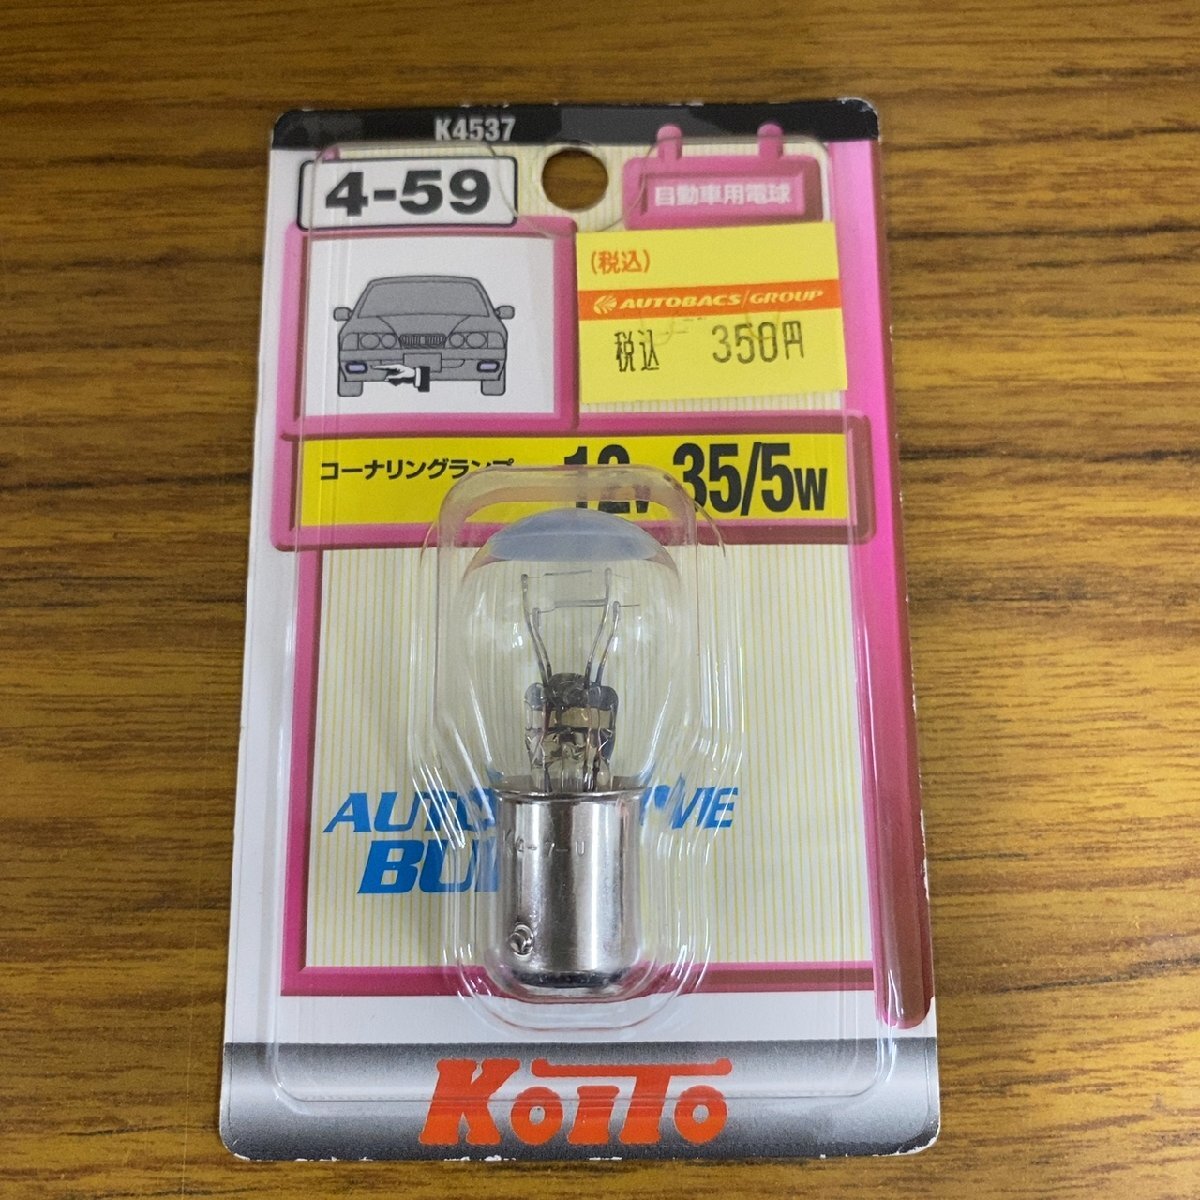 K4537
4-59
自動車用電球
(税込)
AUTOBACS/GROUP
税込 350円
コーナリングランプ 12V 35/5W
KOITO